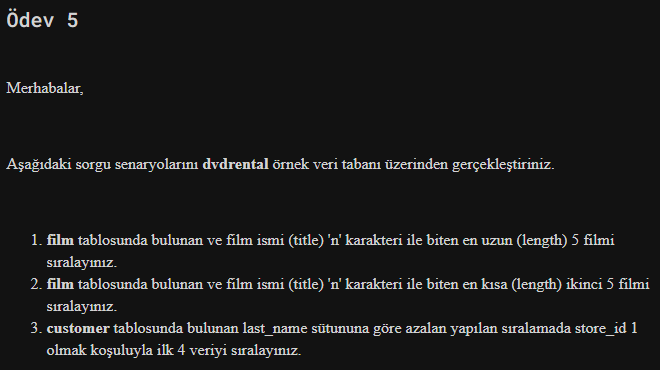 Ödev 5
Merhabalar,
Aşağıdaki sorgu senaryolarını dvdrental örnek veri tabanı üzerinden gerçekleştiriniz.
1. film tablosunda bulunan ve film ismi (title) 'n' karakteri ile biten en uzun (length) 5 filmi
sıralayınız.
2. film tablosunda bulunan ve film ismi (title) 'n' karakteri ile biten en kısa (length) ikinci 5 filmi
sıralayınız.
3. customer tablosunda bulunan last_name sütununa göre azalan yapılan sıralamada store_id 1
olmak koşuluyla ilk 4 veriyi sıralayınız.